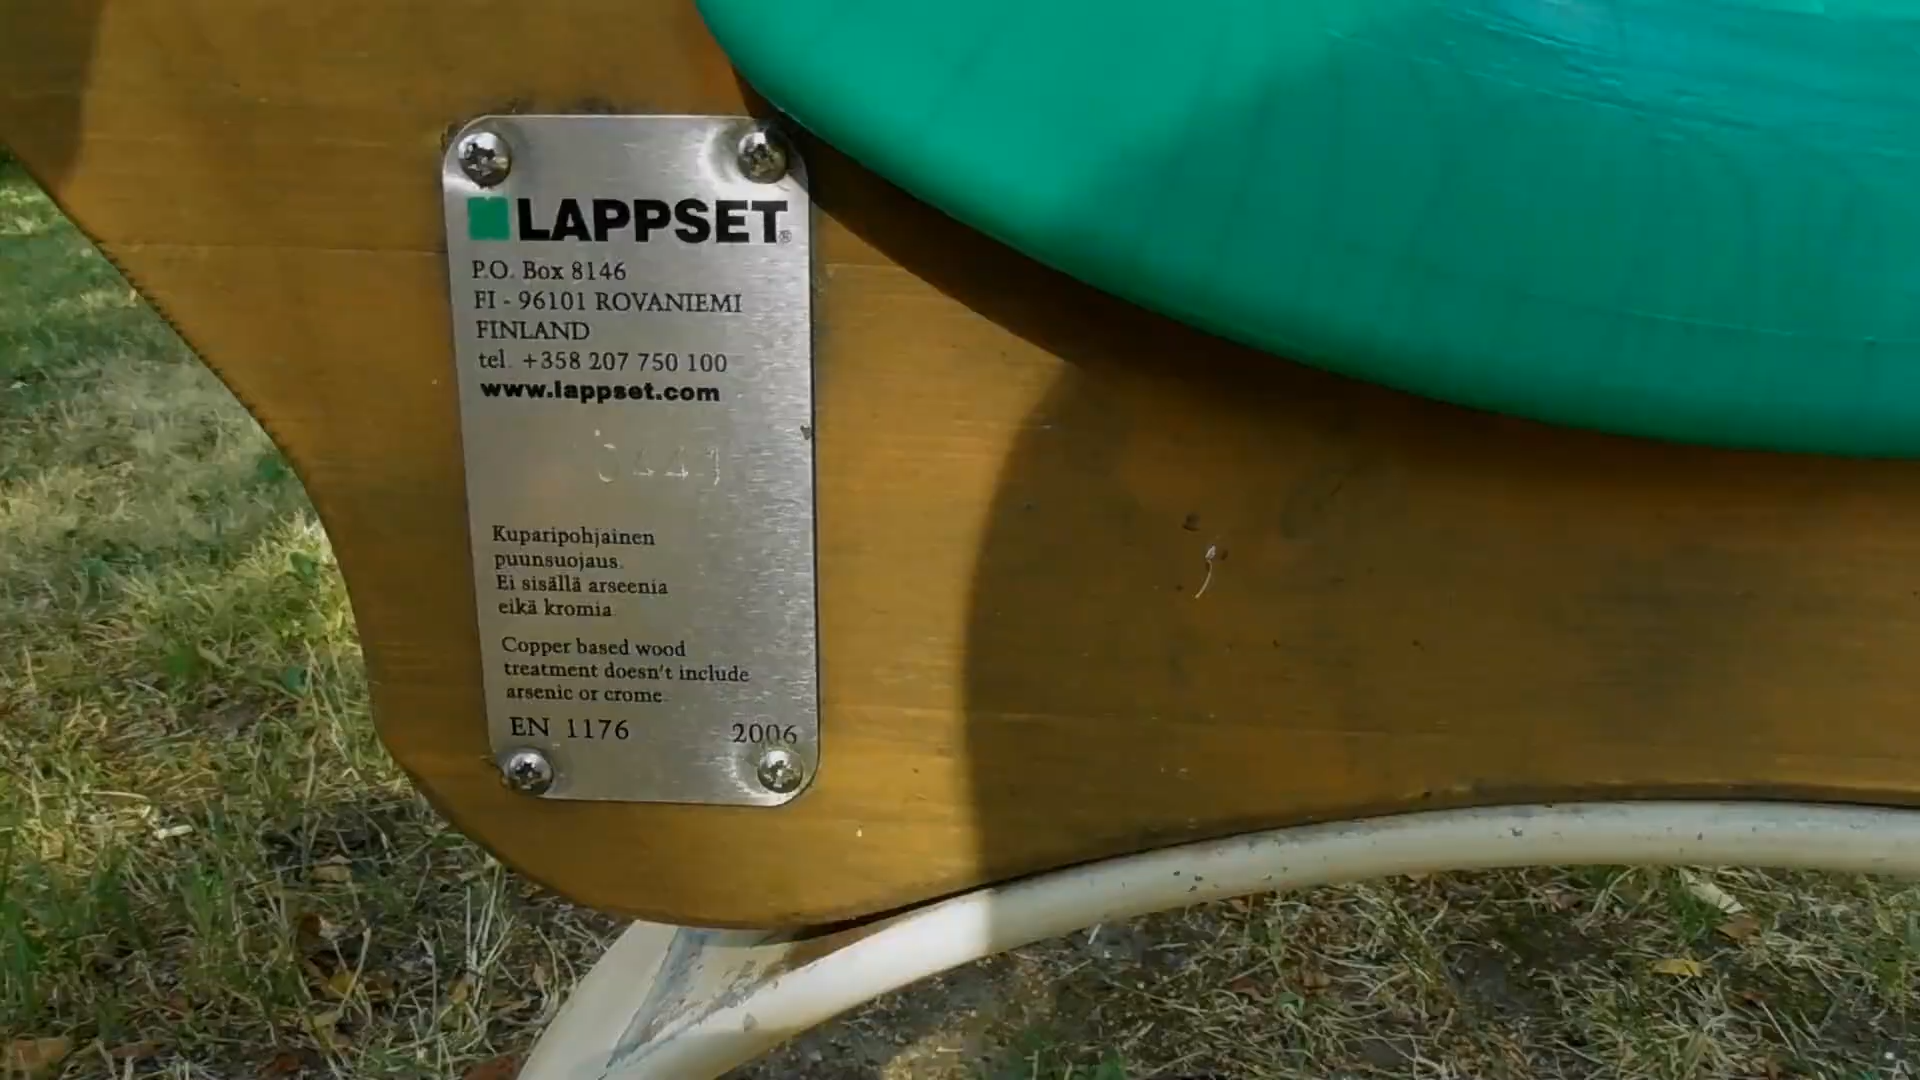 LAPPSET®
P.O. Box 8146
FI - 96101 ROVANIEMI
FINLAND
tel. +358 207 750 100
www.lappset.com
Kuparipohjainen
puunsuojaus.
Ei sisällä arseenia
eikä kromia.
Copper based wood
treatment doesn't include
arsenic or crome.
EN 1176 2006